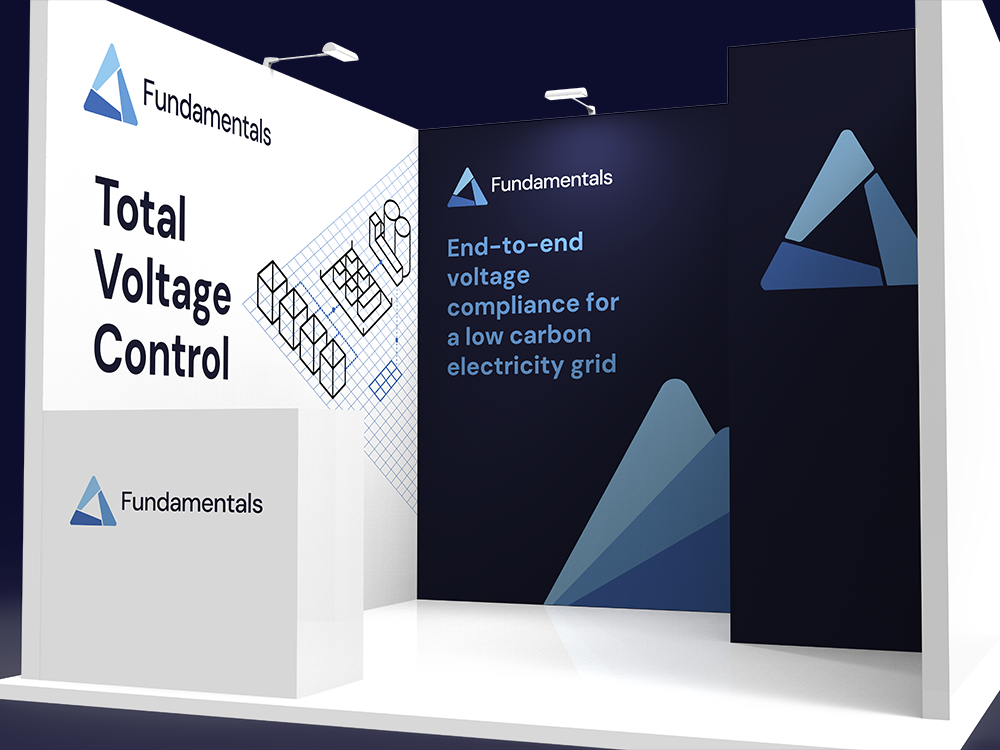 Fundamentals
Total
Voltage
Control
Fundamentals
End-to-end
voltage
compliance for
a low carbon
electricity grid
Fundamentals